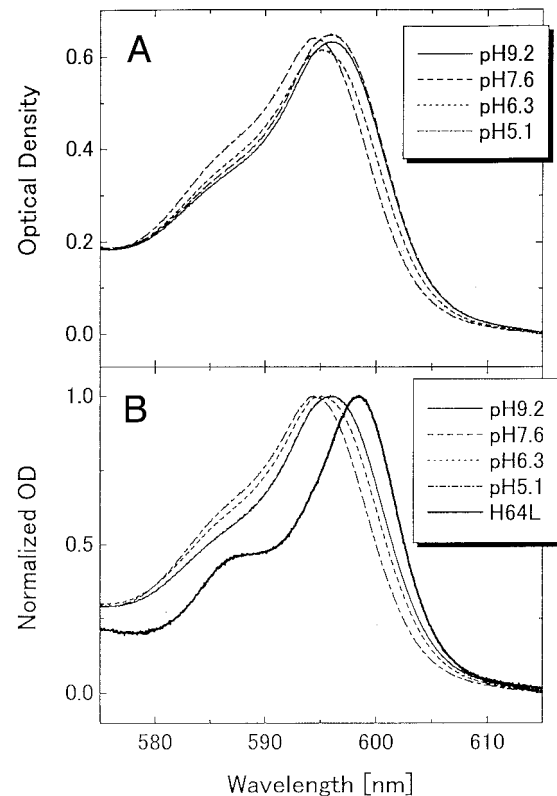 A
0.6
0.4
0.2
0.0
Optical Density
pH9.2
pH7.6
pH6.3
pH5.1
B
1.0
0.5
0.0
Normalized OD
pH9.2
pH7.6
pH6.3
pH5.1
H64L
580
590
600
610
Wavelength [nm]